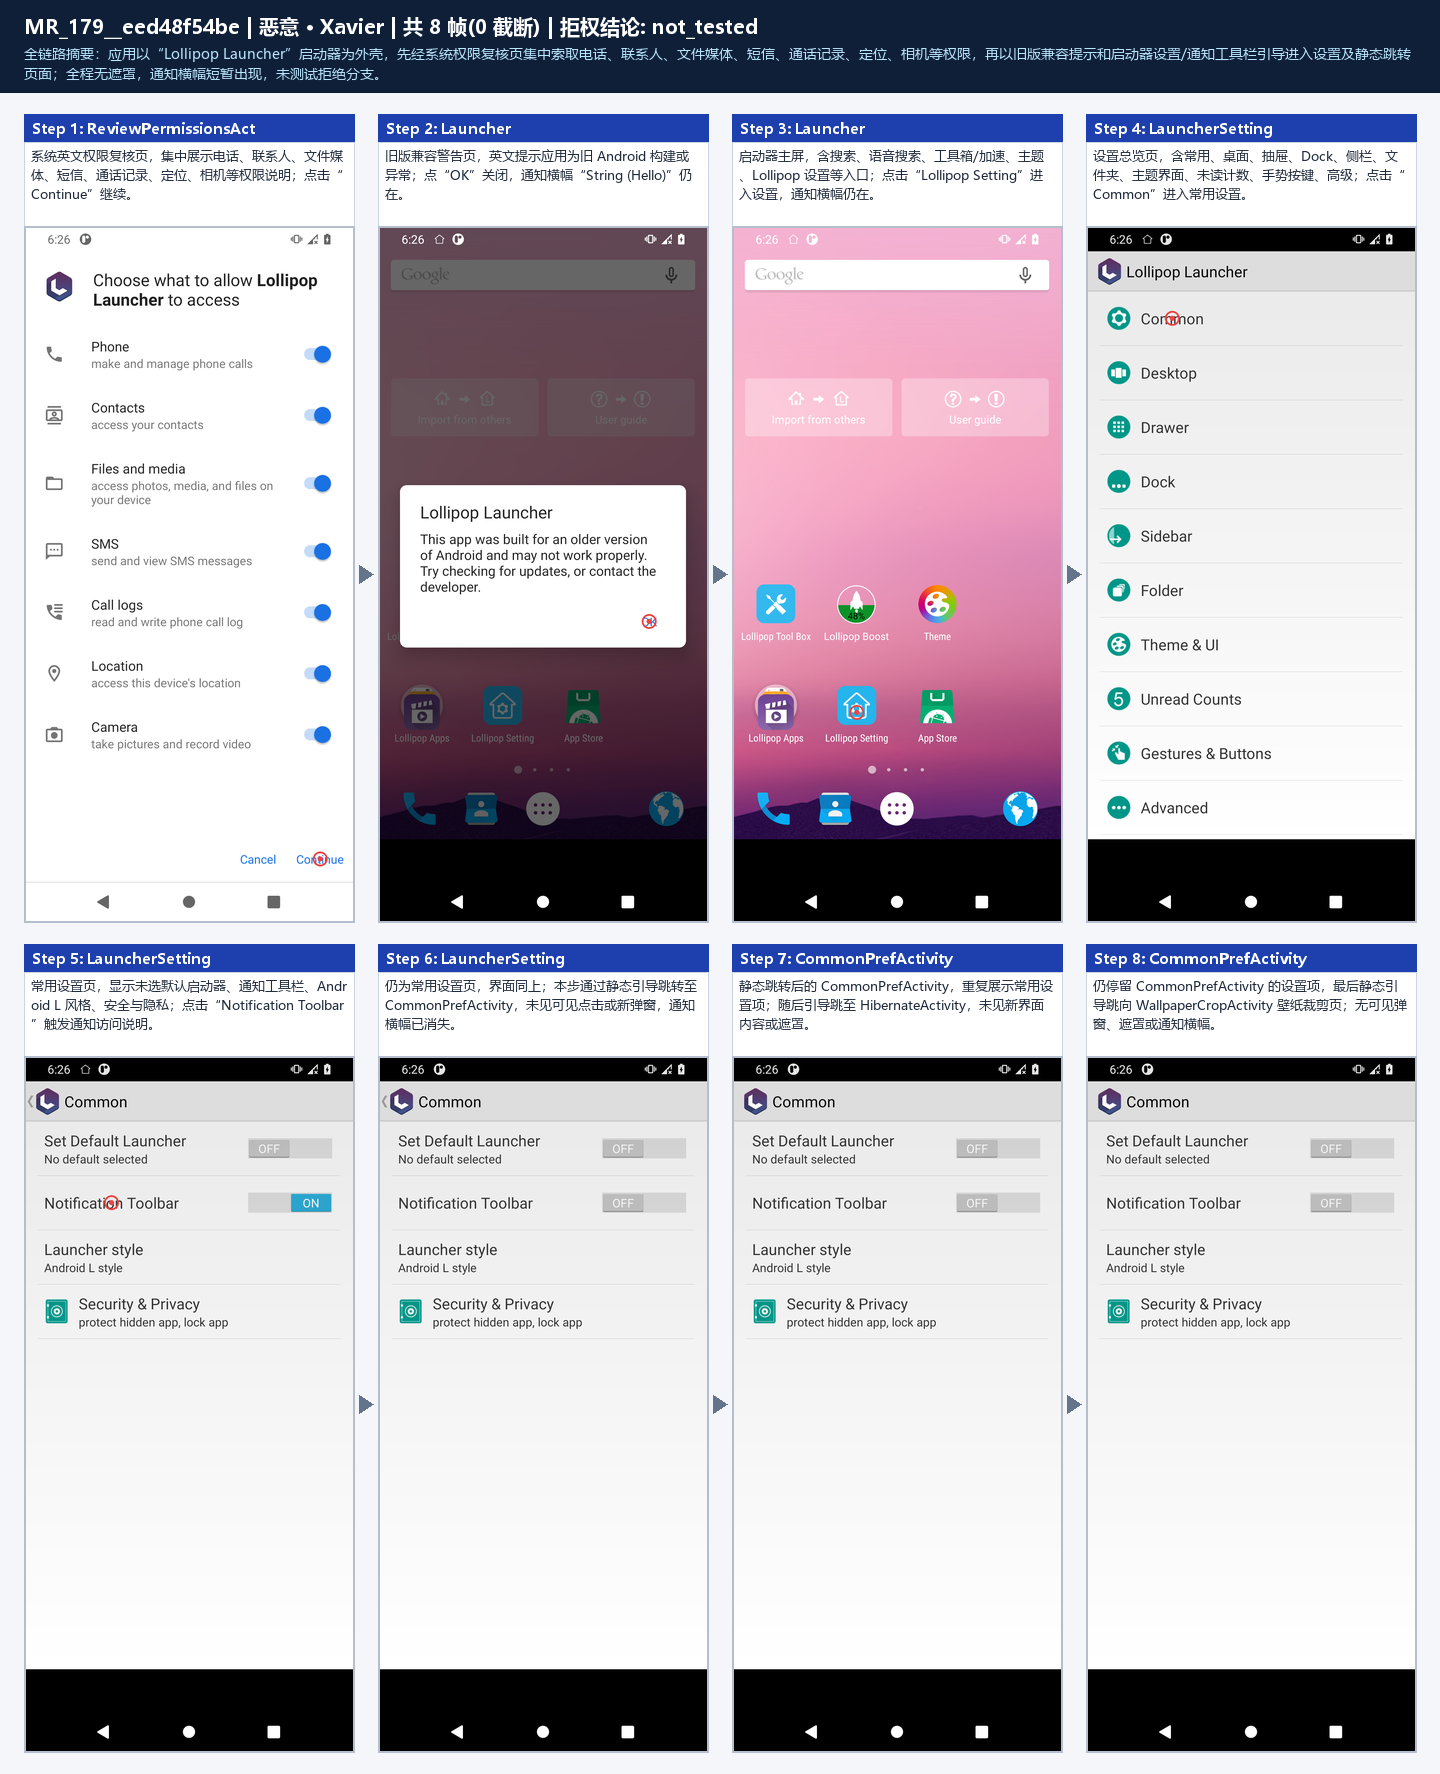 MR_179__eed48f54be | 恶意 • Xavier | 共 8 帧(0 截断) | 拒权结论: not_tested
全链路摘要：应用以“Lollipop Launcher”启动器为外壳，先经系统权限复核页集中索取电话、联系人、文件媒体、短信、通话记录、定位、相机等权限，再以旧版兼容提示和启动器设置/通知工具栏引导进入设置及静态跳转
页面；全程无遮罩，通知横幅短暂出现，未测试拒绝分支。
Step 1: ReviewPermissionsAct
系统英文权限复核页，集中展示电话、联系人、文件媒
体、短信、通话记录、定位、相机等权限说明；点击“
Continue”继续。
6:26
Choose what to allow Lollipop
Launcher to access
Phone
make and manage phone calls
Contacts
access your contacts
Files and media
access photos, media, and files on
your device
SMS
send and view SMS messages
Call logs
read and write phone call log
Location
access this device's location
Camera
take pictures and record video
Cancel Continue
Step 2: Launcher
旧版兼容警告页，英文提示应用为旧 Android 构建或
异常；点“OK”关闭，通知横幅“String (Hello)”仍
在。
6:26
Google
Import from others User guide
Lollipop Launcher
This app was built for an older version
of Android and may not work properly.
Try checking for updates, or contact the
developer.
Lol
Lollipop Apps Lollipop Setting App Store
Step 3: Launcher
启动器主屏，含搜索、语音搜索、工具箱/加速、主题
、Lollipop 设置等入口；点击“Lollipop Setting”进
入设置，通知横幅仍在。
6:26
Google
Import from others User guide
48%
Lollipop Tool Box Lollipop Boost Theme
Lollipop Apps Lollipop Setting App Store
Step 4: LauncherSetting
设置总览页，含常用、桌面、抽屉、Dock、侧栏、文
件夹、主题界面、未读计数、手势按键、高级；点击“
Common”进入常用设置。
6:26
Lollipop Launcher
Common
Desktop
Drawer
Dock
Sidebar
Folder
Theme & UI
5 Unread Counts
Gestures & Buttons
Advanced
Step 5: LauncherSetting
常用设置页，显示未选默认启动器、通知工具栏、Andr
oid L 风格、安全与隐私；点击“Notification Toolbar
”触发通知访问说明。
6:26
Common
Set Default Launcher OFF
No default selected
Notification Toolbar ON
Launcher style
Android L style
Security & Privacy
protect hidden app, lock app
Step 6: LauncherSetting
仍为常用设置页，界面同上；本步通过静态引导跳转至
CommonPrefActivity，未见可见点击或新弹窗，通知
横幅已消失。
6:26
Common
Set Default Launcher OFF
No default selected
Notification Toolbar OFF
Launcher style
Android L style
Security & Privacy
protect hidden app, lock app
Step 7: CommonPrefActivity
静态跳转后的 CommonPrefActivity，重复展示常用设
置项；随后引导跳至 HibernateActivity，未见新界面
内容或遮罩。
6:26
Common
Set Default Launcher OFF
No default selected
Notification Toolbar OFF
Launcher style
Android L style
Security & Privacy
protect hidden app, lock app
Step 8: CommonPrefActivity
仍停留 CommonPrefActivity 的设置项，最后静态引
导跳向 WallpaperCropActivity 壁纸裁剪页；无可见弹
窗、遮罩或通知横幅。
6:26
Common
Set Default Launcher OFF
No default selected
Notification Toolbar OFF
Launcher style
Android L style
Security & Privacy
protect hidden app, lock app